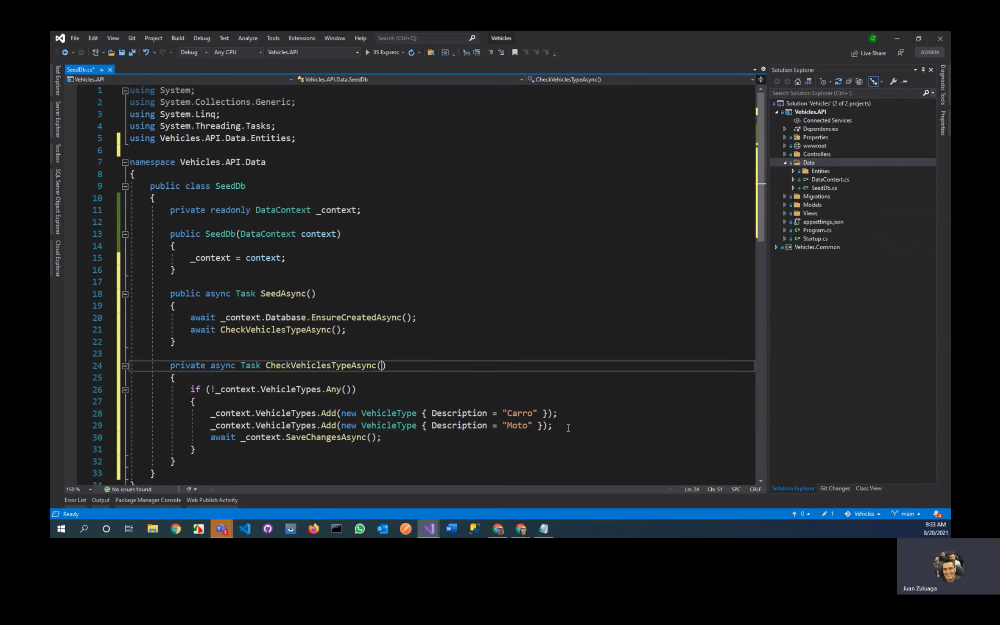 File Edit View Git Project Build Debug Test Analyze Tools Extensions Window Help Search (Ctrl+Q) Vehicles JZ
Debug Any CPU Vehicles.API IIS Express Live Share ADMIN
SeedDb.cs*
Vehicles.API Vehicles.API.Data.SeedDb CheckVehiclesTypeAsync()
Test Explorer
Server Explorer
Toolbox
SQL Server Object Explorer
Cloud Explorer
1 using System;
2 using System.Collections.Generic;
3 using System.Linq;
4 using System.Threading.Tasks;
5 using Vehicles.API.Data.Entities;
6
7 namespace Vehicles.API.Data
8 {
9 public class SeedDb
10 {
11 private readonly DataContext _context;
12
13 public SeedDb(DataContext context)
14 {
15 _context = context;
16 }
17
18 public async Task SeedAsync()
19 {
20 await _context.Database.EnsureCreatedAsync();
21 await CheckVehiclesTypeAsync();
22 }
23
24 private async Task CheckVehiclesTypeAsync()
25 {
26 if (!_context.VehicleTypes.Any())
27 {
28 _context.VehicleTypes.Add(new VehicleType { Description = "Carro" });
29 _context.VehicleTypes.Add(new VehicleType { Description = "Moto" });
30 await _context.SaveChangesAsync();
31 }
32 }
33 }
34 }
150 % No issues found Ln: 24 Ch: 51 SPC CRLF
Solution Explorer
Search Solution Explorer (Ctrl+´)
Solution 'Vehicles' (2 of 2 projects)
Vehicles.API
Connected Services
Dependencies
Properties
wwwroot
Controllers
Data
Entities
DataContext.cs
SeedDb.cs
Migrations
Models
Views
appsettings.json
Program.cs
Startup.cs
Vehicles.Common
Solution Explorer Git Changes Class View
Diagnostic Tools
Properties
Error List Output Package Manager Console Web Publish Activity
Ready 0 1 Vehicles main 4
9:33 AM
8/20/2021
Juan Zuluaga